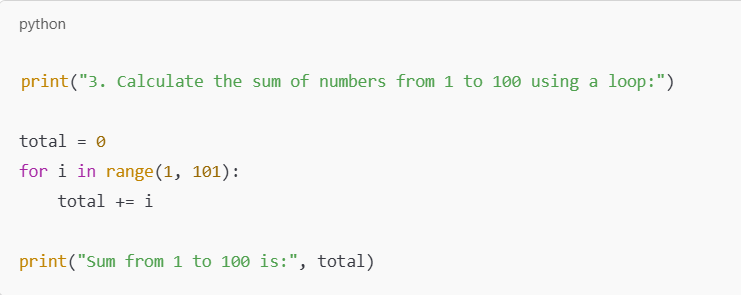 python
print("3. Calculate the sum of numbers from 1 to 100 using a loop:")
total = 0
for i in range(1, 101):
    total += i
print("Sum from 1 to 100 is:", total)